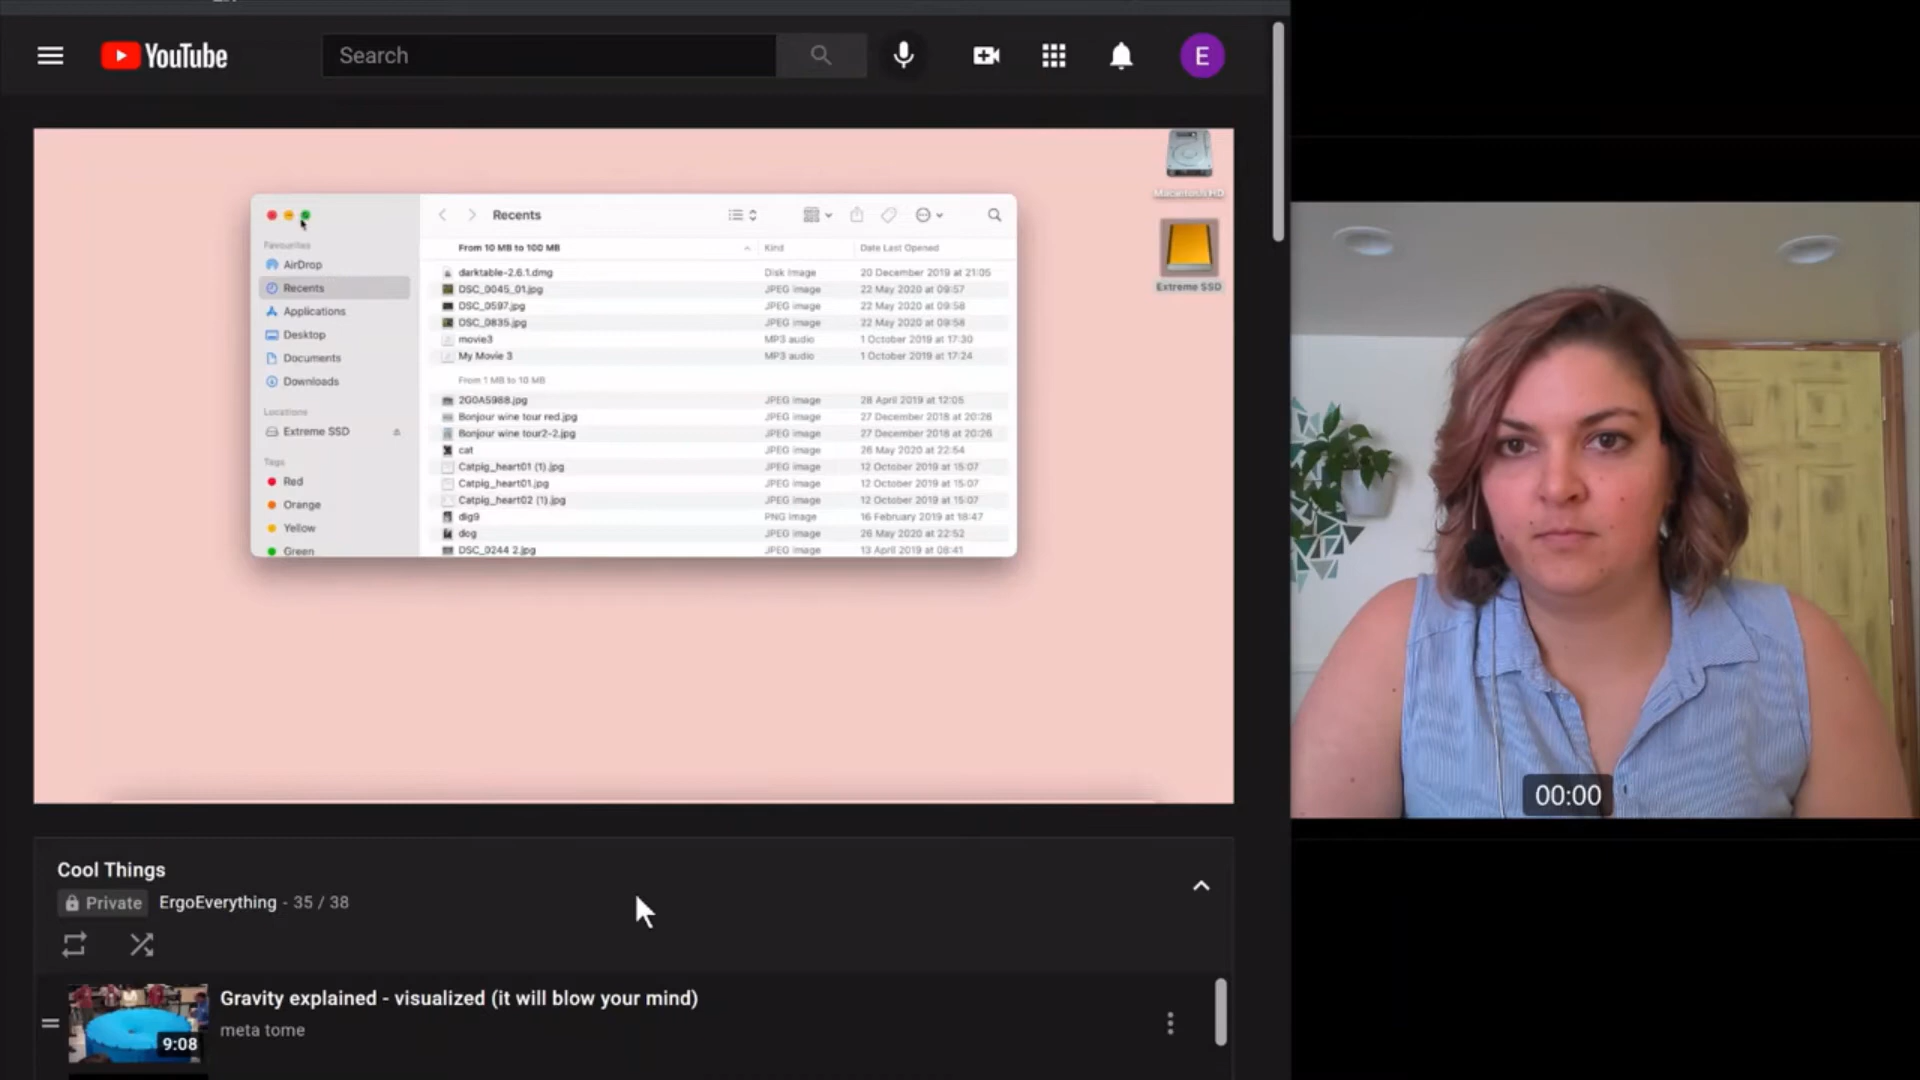 YouTube
Search
E
Macintosh HD
Extreme SSD
Recents
Favourites
AirDrop
Recents
Applications
Desktop
Documents
Downloads
Locations
Extreme SSD
Tags
Red
Orange
Yellow
Green
From 10 MB to 100 MB Kind Date Last Opened
darktable-2.6.1.dmg Disk Image 20 December 2019 at 21:05
DSC_0045_01.jpg JPEG image 22 May 2020 at 09:57
DSC_0597.jpg JPEG image 22 May 2020 at 09:58
DSC_0835.jpg JPEG image 22 May 2020 at 09:58
movie3 MP3 audio 1 October 2019 at 17:30
My Movie 3 MP3 audio 1 October 2019 at 17:24
From 1 MB to 10 MB
2G0A5988.jpg JPEG image 28 April 2019 at 12:05
Bonjour wine tour red.jpg JPEG image 27 December 2018 at 20:26
Bonjour wine tour2-2.jpg JPEG image 27 December 2018 at 20:26
cat JPEG image 26 May 2020 at 22:54
Catpig_heart01 (1).jpg JPEG image 12 October 2019 at 15:07
Catpig_heart01.jpg JPEG image 12 October 2019 at 15:07
Catpig_heart02 (1).jpg JPEG image 12 October 2019 at 15:07
dig9 PNG image 16 February 2019 at 18:47
dog JPEG image 26 May 2020 at 22:52
DSC_0244 2.jpg JPEG image 13 April 2019 at 08:41
00:00
Cool Things
Private ErgoEverything - 35 / 38
Gravity explained - visualized (it will blow your mind)
meta tome
9:08